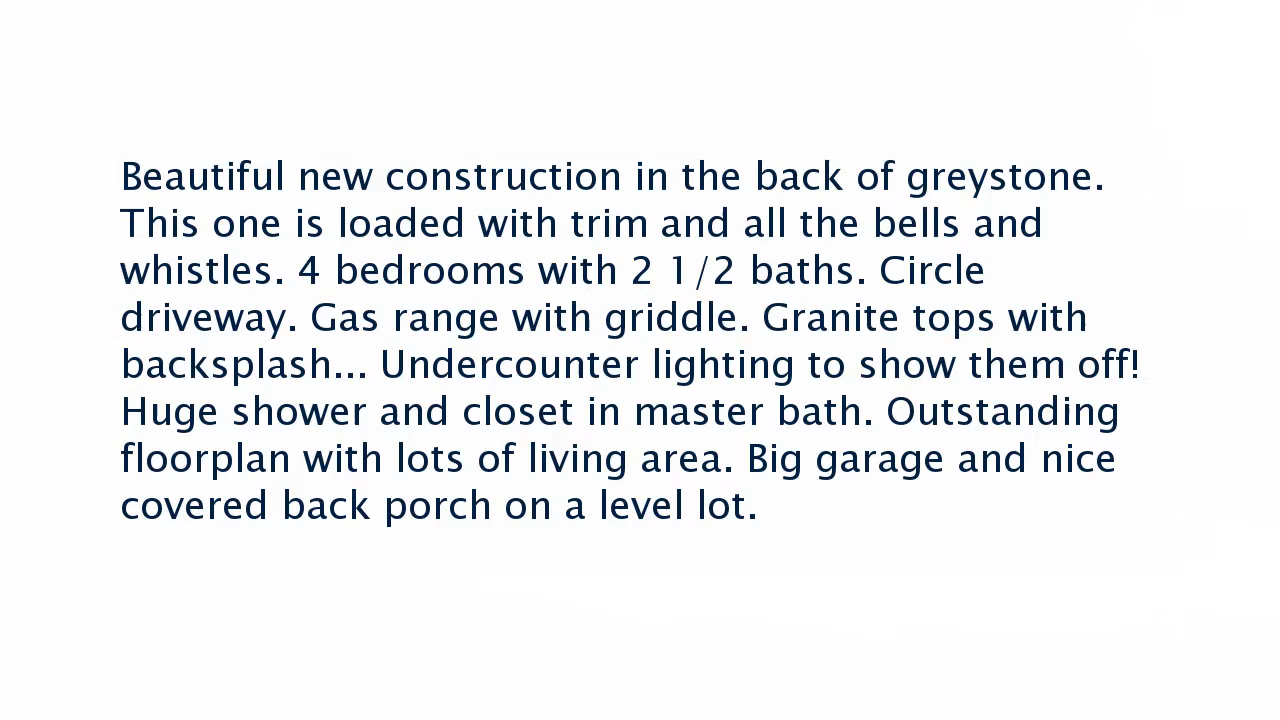 Beautiful new construction in the back of greystone.
This one is loaded with trim and all the bells and
whistles. 4 bedrooms with 2 1/2 baths. Circle
driveway. Gas range with griddle. Granite tops with
backsplash... Undercounter lighting to show them off!
Huge shower and closet in master bath. Outstanding
floorplan with lots of living area. Big garage and nice
covered back porch on a level lot.